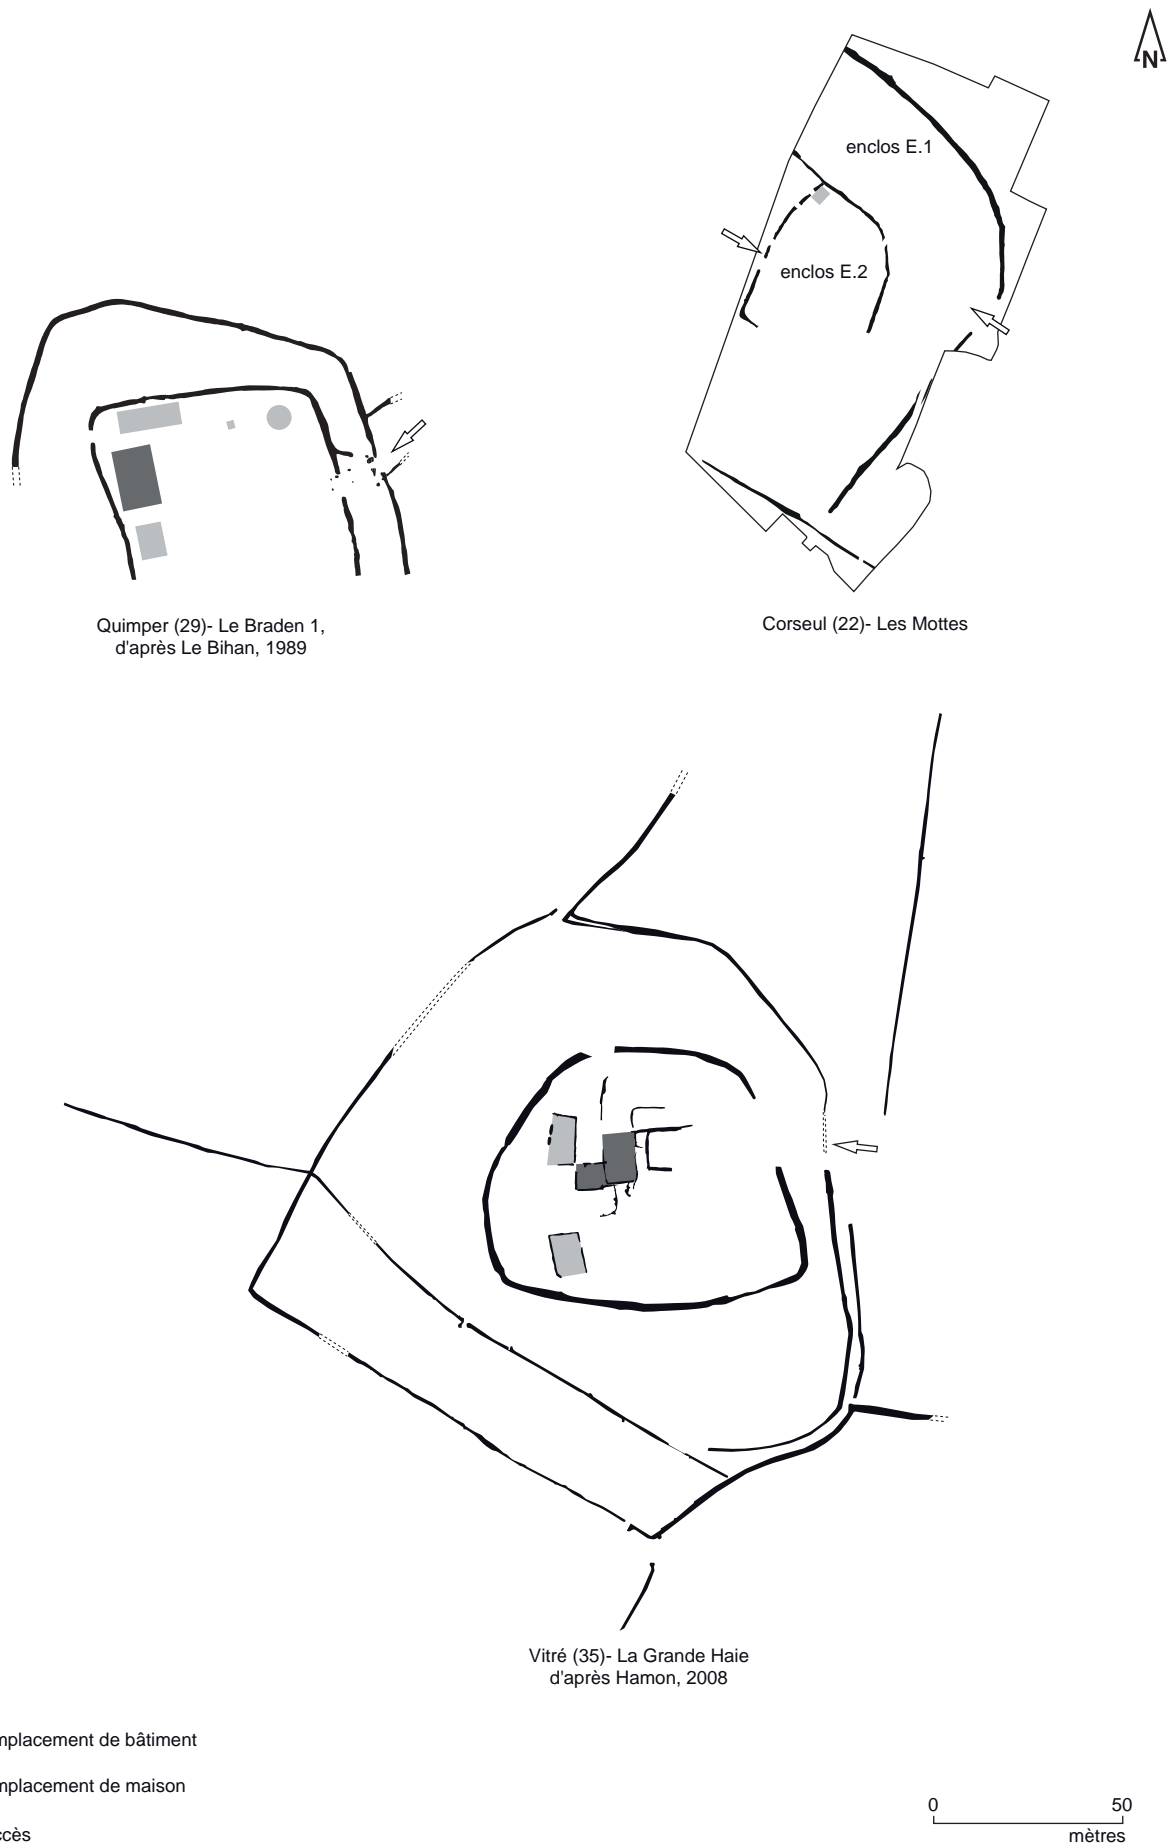 N
enclos E.1
enclos E.2
Quimper (29)- Le Braden 1,
d'après Le Bihan, 1989
Corseul (22)- Les Mottes
Vitré (35)- La Grande Haie
d'après Hamon, 2008
mplacement de bâtiment
mplacement de maison
ccès
0 50
mètres